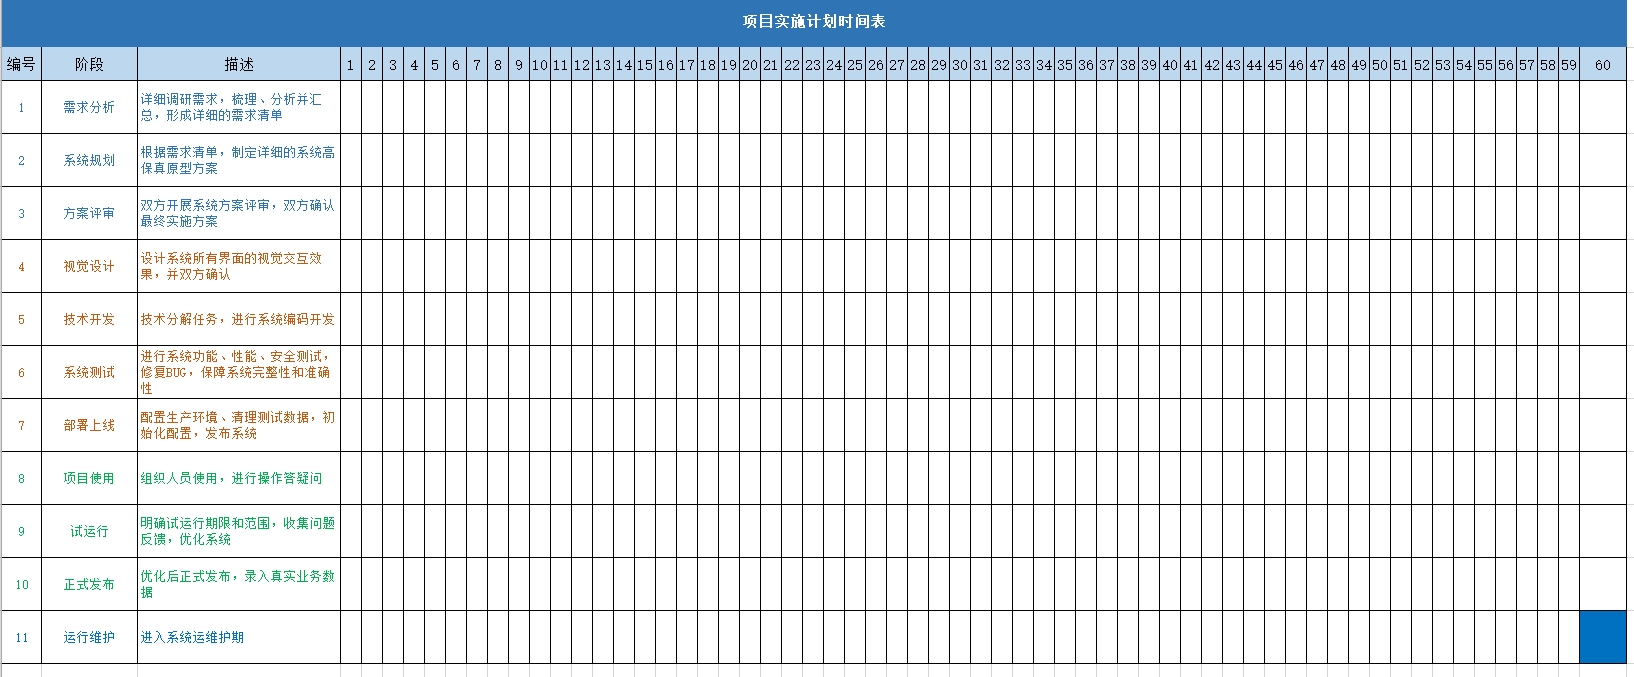 项目实施计划时间表
编号 阶段 描述 1 2 3 4 5 6 7 8 9 10 11 12 13 14 15 16 17 18 19 20 21 22 23 24 25 26 27 28 29 30 31 32 33 34 35 36 37 38 39 40 41 42 43 44 45 46 47 48 49 50 51 52 53 54 55 56 57 58 59 60
1 需求分析 详细调研需求，梳理、分析并汇
总，形成详细的需求清单
2 系统规划 根据需求清单，制定详细的系统高
保真原型方案
3 方案评审 双方开展系统方案评审，双方确认
最终实施方案
4 视觉设计 设计系统所有界面的视觉交互效
果，并双方确认
5 技术开发 技术分解任务，进行系统编码开发
6 系统测试 进行系统功能、性能、安全测试，
修复BUG，保障系统完整性和准确
性
7 部署上线 配置生产环境、清理测试数据，初
始化配置，发布系统
8 项目使用 组织人员使用，进行操作答疑问
9 试运行 明确试运行期限和范围，收集问题
反馈，优化系统
10 正式发布 优化后正式发布，录入真实业务数
据
11 运行维护 进入系统运维护期